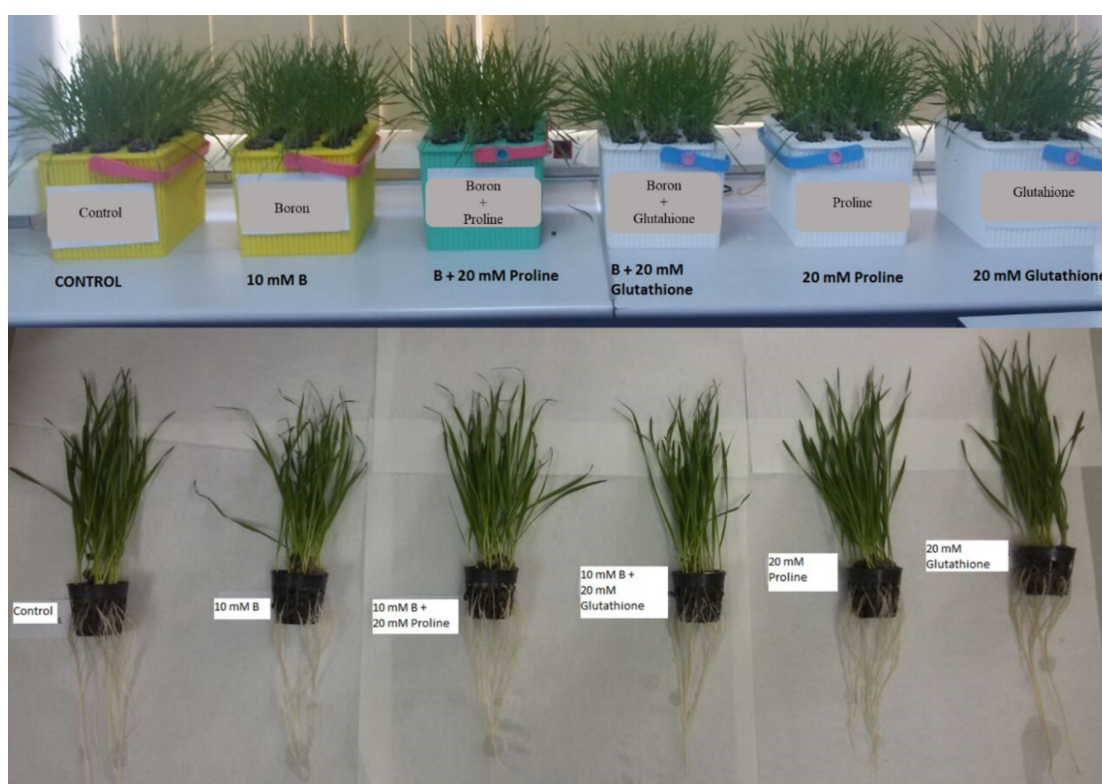 Control
Boron
Boron
+
Proline
Boron
+
Glutahione
Proline
Glutahione
CONTROL
10 mM B
B + 20 mM Proline
B + 20 mM
Glutathione
20 mM Proline
20 mM Glutathione
Control
10 mM B
10 mM B +
20 mM Proline
10 mM B +
20 mM
Glutathione
20 mM
Proline
20 mM
Glutathione